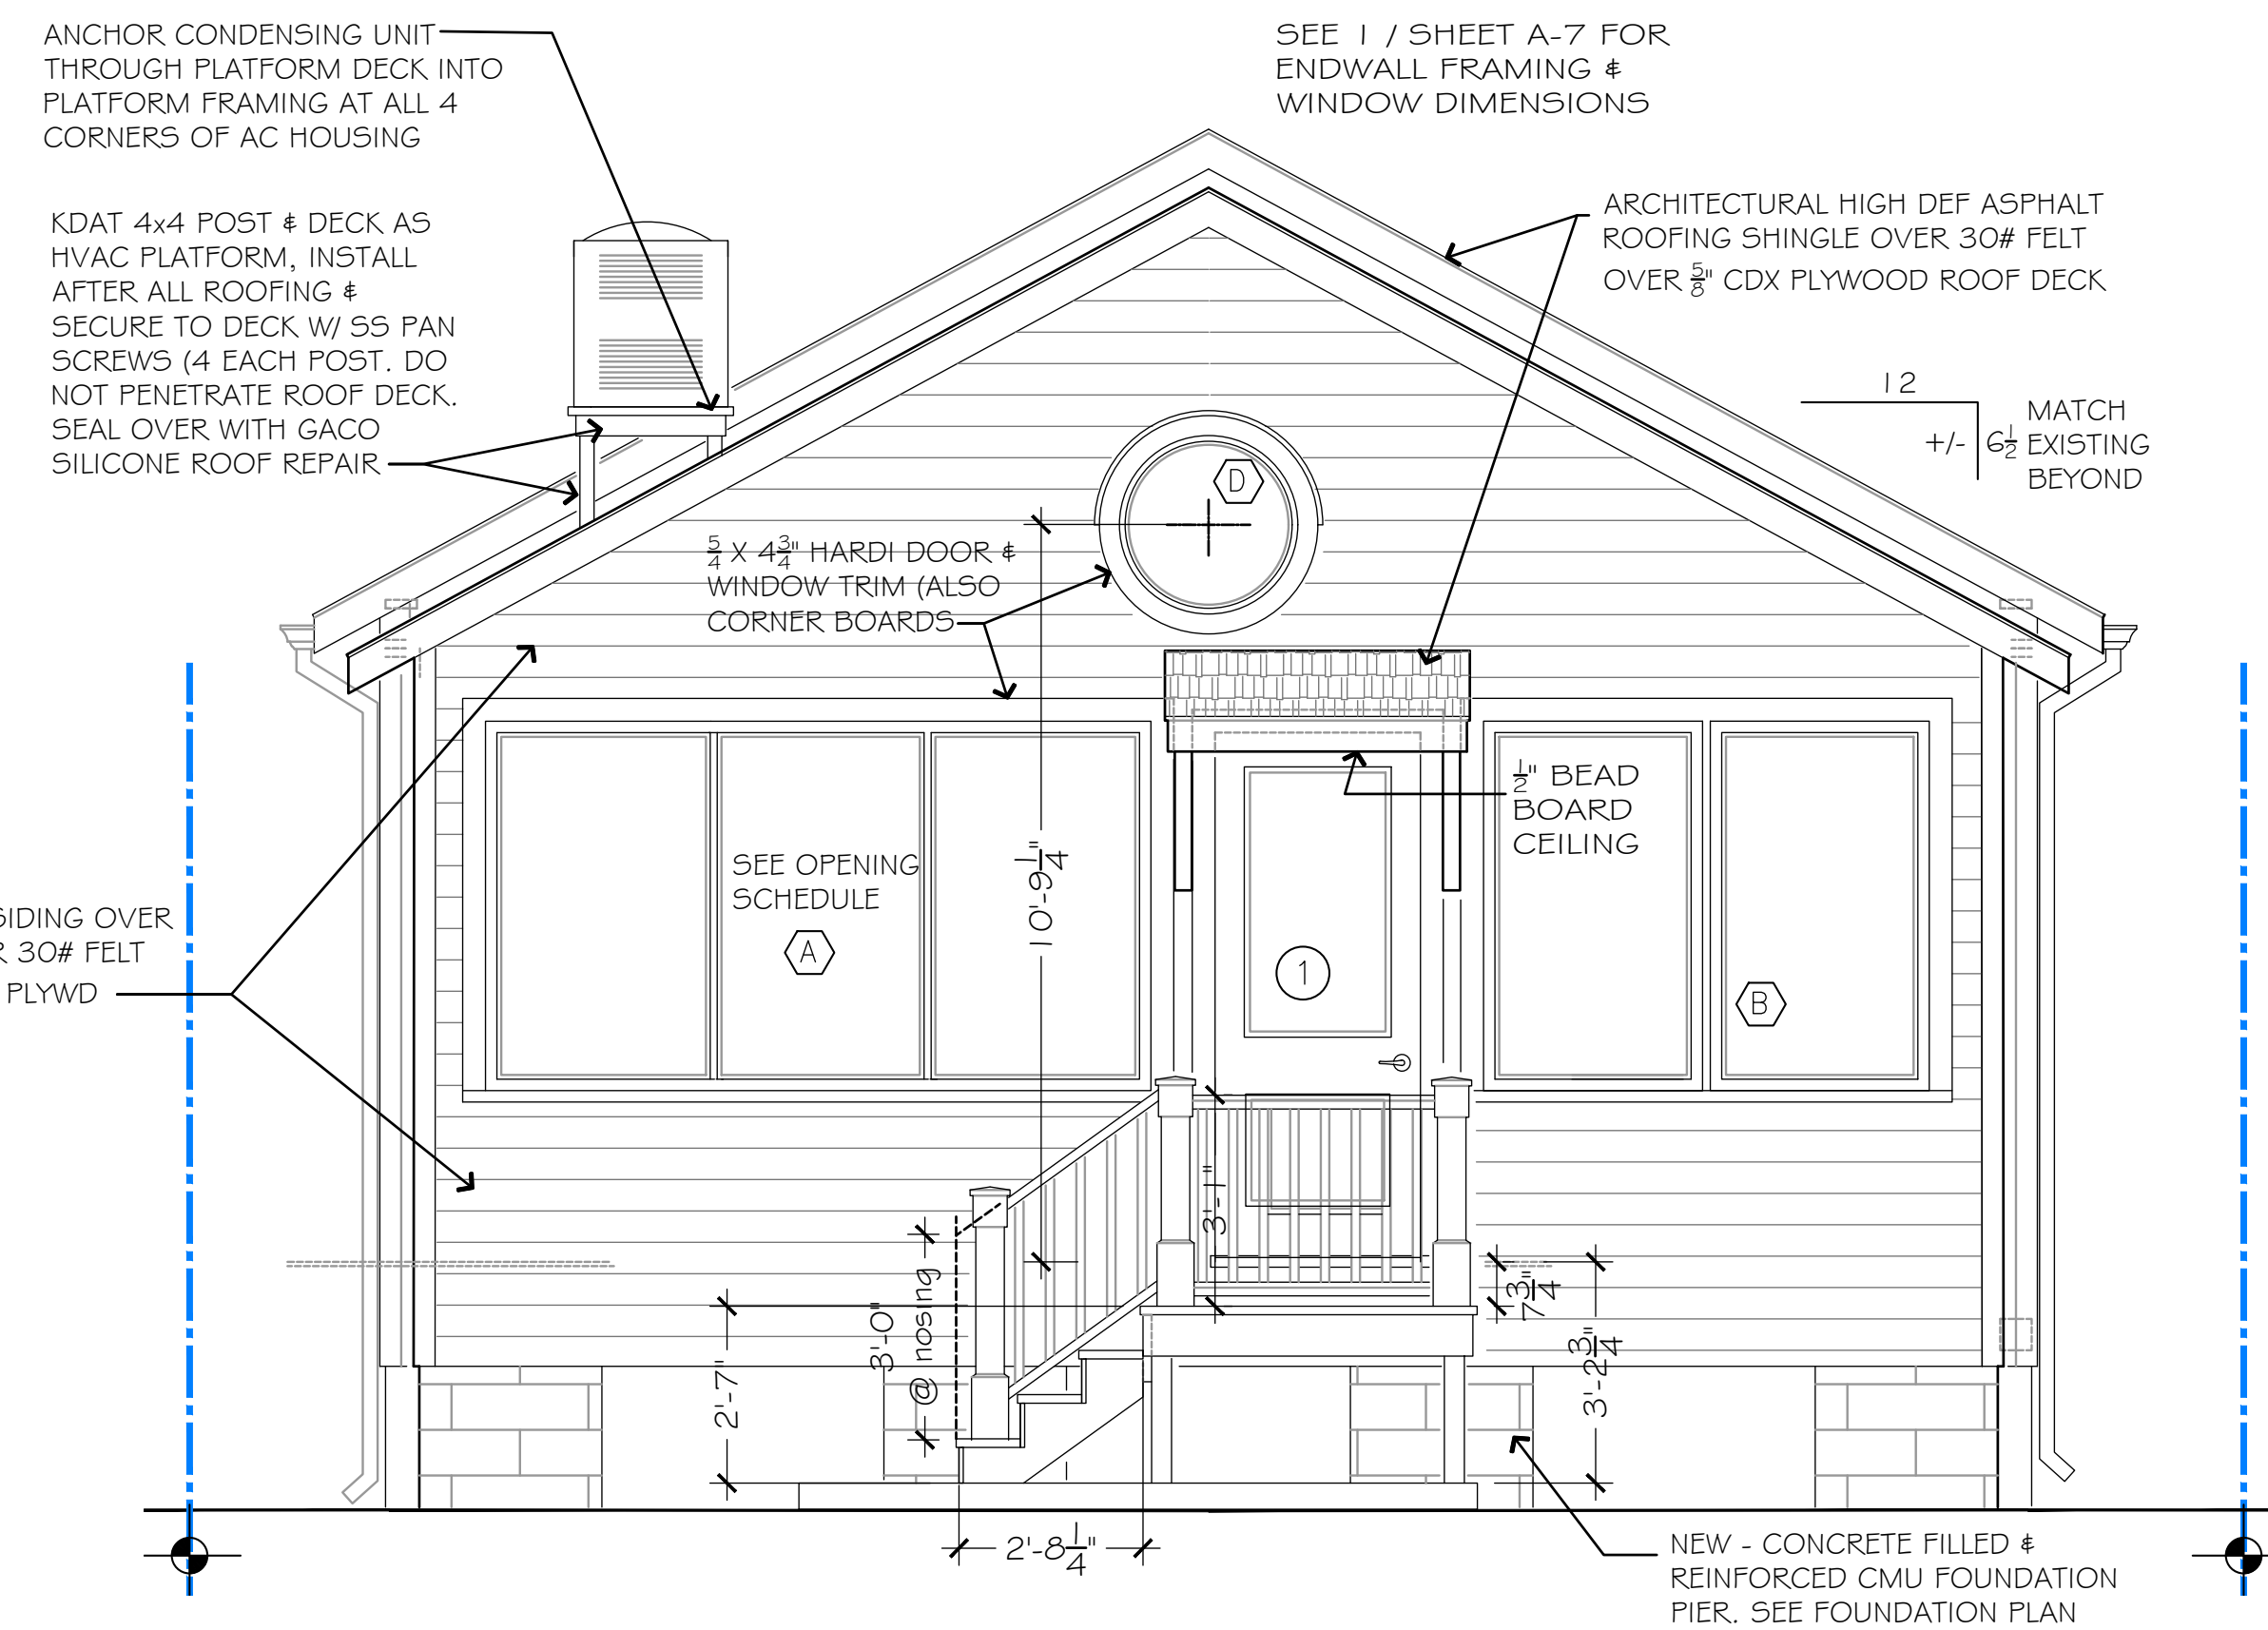 ANCHOR CONDENSING UNIT
THROUGH PLATFORM DECK INTO
PLATFORM FRAMING AT ALL 4
CORNERS OF AC HOUSING
SEE 1 / SHEET A-7 FOR
ENDWALL FRAMING &
WINDOW DIMENSIONS
KDAT 4x4 POST & DECK AS
HVAC PLATFORM, INSTALL
AFTER ALL ROOFING &
SECURE TO DECK W/ SS PAN
SCREWS (4 EACH POST. DO
NOT PENETRATE ROOF DECK.
SEAL OVER WITH GACO
SILICONE ROOF REPAIR
ARCHITECTURAL HIGH DEF ASPHALT
ROOFING SHINGLE OVER 30# FELT
OVER 5/8" CDX PLYWOOD ROOF DECK
12
+/- 6 1/2
MATCH
EXISTING
BEYOND
D
5/4 X 4 3/4" HARDI DOOR &
WINDOW TRIM (ALSO
CORNER BOARDS
1/2" BEAD
BOARD
CEILING
SEE OPENING
SCHEDULE
A
10'-9 1/4"
1
B
SIDING OVER
R 30# FELT
PLYWD
3'-1"
7 3/4"
3'-2 3/4"
2'-7"
3'-0"
@ nosing
2'-8 1/4"
NEW - CONCRETE FILLED &
REINFORCED CMU FOUNDATION
PIER. SEE FOUNDATION PLAN